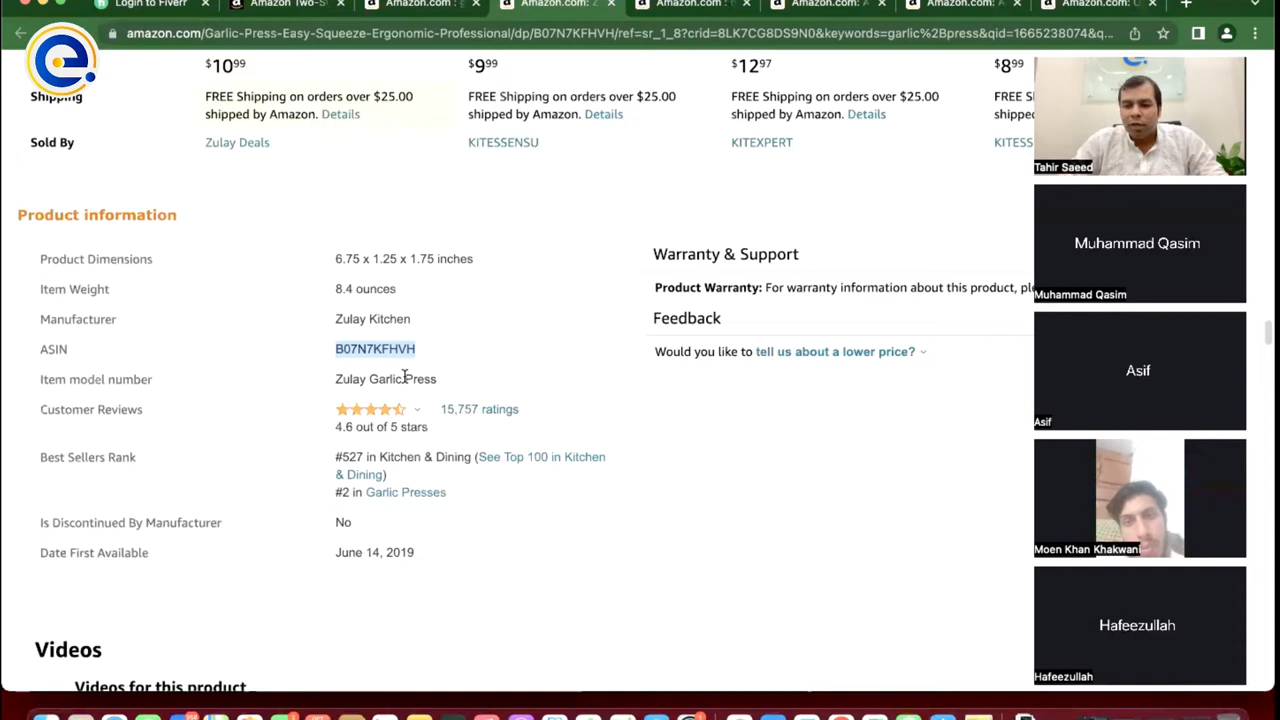 Login to Fiverr
Amazon Two-S
Amazon.com : g
Amazon.com: Z
Amazon.com :
Amazon.com: A
Amazon.com: A
Amazon.com: U
amazon.com/Garlic-Press-Easy-Squeeze-Ergonomic-Professional/dp/B07N7KFHVH/ref=sr_1_8?crid=8LK7CG8DS9N0&keywords=garlic%2Bpress&qid=1665238074&q...
$10⁹⁹ $9⁹⁹ $12⁹⁷ $8⁹⁹
Shipping FREE Shipping on orders over $25.00 FREE Shipping on orders over $25.00 FREE Shipping on orders over $25.00 FREE S
shipped by Amazon. Details shipped by Amazon. Details shipped by Amazon. Details shipp
Sold By Zulay Deals KITESSENSU KITEXPERT KITESS
Product information
Product Dimensions 6.75 x 1.25 x 1.75 inches
Item Weight 8.4 ounces
Manufacturer Zulay Kitchen
ASIN B07N7KFHVH
Item model number Zulay Garlic Press
Customer Reviews 15,757 ratings
4.6 out of 5 stars
Best Sellers Rank #527 in Kitchen & Dining (See Top 100 in Kitchen
& Dining)
#2 in Garlic Presses
Is Discontinued By Manufacturer No
Date First Available June 14, 2019
Warranty & Support
Product Warranty: For warranty information about this product, ple
Feedback
Would you like to tell us about a lower price?
Videos
Videos for this product
Tahir Saeed
Muhammad Qasim
Muhammad Qasim
Asif
Asif
Moen Khan Khakwani
Hafeezullah
Hafeezullah